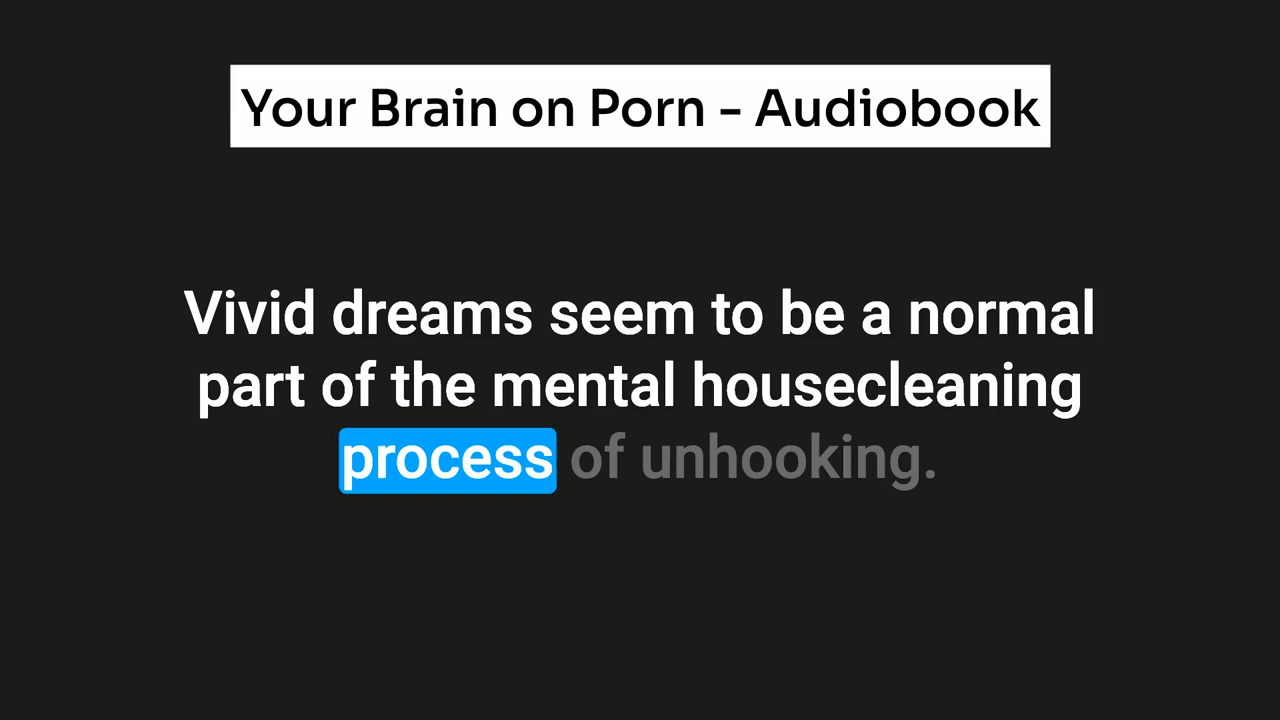 Your Brain on Porn - Audiobook
Vivid dreams seem to be a normal
part of the mental housecleaning
process of unhooking.